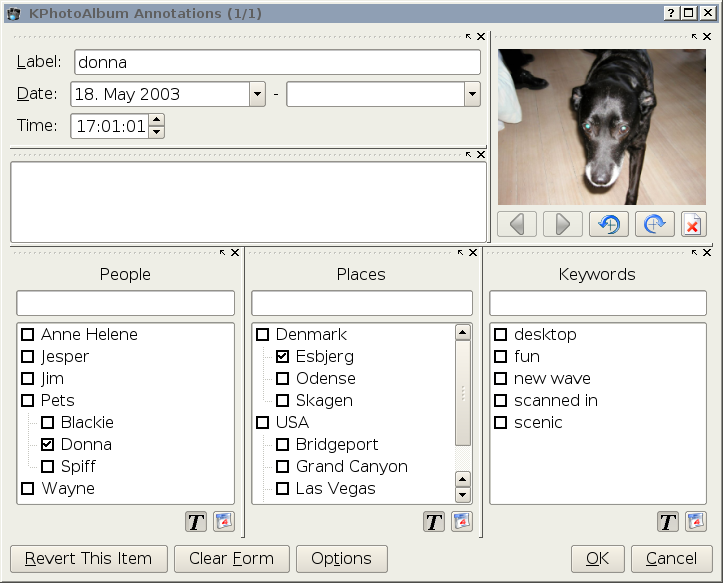 KPhotoAlbum Annotations (1/1)
Label: donna
Date: 18. May 2003 -
Time: 17:01:01
People
Anne Helene
Jesper
Jim
Pets
Blackie
Donna
Spiff
Wayne
T
Places
Denmark
Esbjerg
Odense
Skagen
USA
Bridgeport
Grand Canyon
Las Vegas
T
Keywords
desktop
fun
new wave
scanned in
scenic
T
Revert This Item Clear Form Options OK Cancel